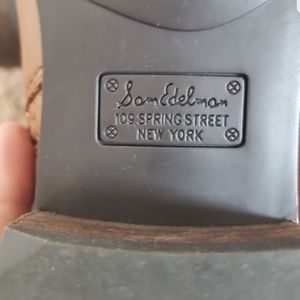 Sam Edelman
109 SPRING STREET
NEW YORK